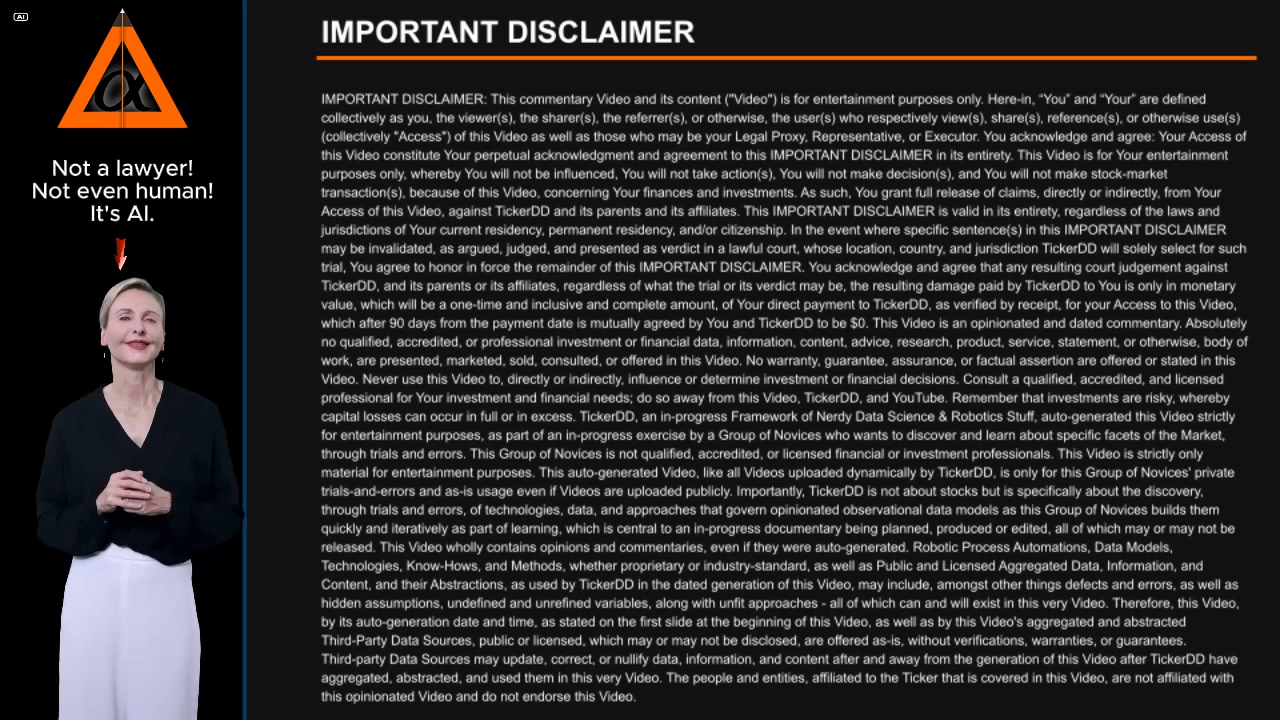 AI
α
Not a lawyer!
Not even human!
It's AI.
IMPORTANT DISCLAIMER
IMPORTANT DISCLAIMER: This commentary Video and its content ("Video") is for entertainment purposes only. Here-in, “You” and “Your” are defined
collectively as you, the viewer(s), the sharer(s), the referrer(s), or otherwise, the user(s) who respectively view(s), share(s), reference(s), or otherwise use(s)
(collectively "Access") of this Video as well as those who may be your Legal Proxy, Representative, or Executor. You acknowledge and agree: Your Access of
this Video constitute Your perpetual acknowledgment and agreement to this IMPORTANT DISCLAIMER in its entirety. This Video is for Your entertainment
purposes only, whereby You will not be influenced, You will not take action(s), You will not make decision(s), and You will not make stock-market
transaction(s), because of this Video, concerning Your finances and investments. As such, You grant full release of claims, directly or indirectly, from Your
Access of this Video, against TickerDD and its parents and its affiliates. This IMPORTANT DISCLAIMER is valid in its entirety, regardless of the laws and
jurisdictions of Your current residency, permanent residency, and/or citizenship. In the event where specific sentence(s) in this IMPORTANT DISCLAIMER
may be invalidated, as argued, judged, and presented as verdict in a lawful court, whose location, country, and jurisdiction TickerDD will solely select for such
trial, You agree to honor in force the remainder of this IMPORTANT DISCLAIMER. You acknowledge and agree that any resulting court judgement against
TickerDD, and its parents or its affiliates, regardless of what the trial or its verdict may be, the resulting damage paid by TickerDD to You is only in monetary
value, which will be a one-time and inclusive and complete amount, of Your direct payment to TickerDD, as verified by receipt, for your Access to this Video,
which after 90 days from the payment date is mutually agreed by You and TickerDD to be $0. This Video is an opinionated and dated commentary. Absolutely
no qualified, accredited, or professional investment or financial data, information, content, advice, research, product, service, statement, or otherwise, body of
work, are presented, marketed, sold, consulted, or offered in this Video. No warranty, guarantee, assurance, or factual assertion are offered or stated in this
Video. Never use this Video to, directly or indirectly, influence or determine investment or financial decisions. Consult a qualified, accredited, and licensed
professional for Your investment and financial needs; do so away from this Video, TickerDD, and YouTube. Remember that investments are risky, whereby
capital losses can occur in full or in excess. TickerDD, an in-progress Framework of Nerdy Data Science & Robotics Stuff, auto-generated this Video strictly
for entertainment purposes, as part of an in-progress exercise by a Group of Novices who wants to discover and learn about specific facets of the Market,
through trials and errors. This Group of Novices is not qualified, accredited, or licensed financial or investment professionals. This Video is strictly only
material for entertainment purposes. This auto-generated Video, like all Videos uploaded dynamically by TickerDD, is only for this Group of Novices' private
trials-and-errors and as-is usage even if Videos are uploaded publicly. Importantly, TickerDD is not about stocks but is specifically about the discovery,
through trials and errors, of technologies, data, and approaches that govern opinionated observational data models as this Group of Novices builds them
quickly and iteratively as part of learning, which is central to an in-progress documentary being planned, produced or edited, all of which may or may not be
released. This Video wholly contains opinions and commentaries, even if they were auto-generated. Robotic Process Automations, Data Models,
Technologies, Know-Hows, and Methods, whether proprietary or industry-standard, as well as Public and Licensed Aggregated Data, Information, and
Content, and their Abstractions, as used by TickerDD in the dated generation of this Video, may include, amongst other things defects and errors, as well as
hidden assumptions, undefined and unrefined variables, along with unfit approaches - all of which can and will exist in this very Video. Therefore, this Video,
by its auto-generation date and time, as stated on the first slide at the beginning of this Video, as well as by this Video's aggregated and abstracted
Third-Party Data Sources, public or licensed, which may or may not be disclosed, are offered as-is, without verifications, warranties, or guarantees.
Third-party Data Sources may update, correct, or nullify data, information, and content after and away from the generation of this Video after TickerDD have
aggregated, abstracted, and used them in this very Video. The people and entities, affiliated to the Ticker that is covered in this Video, are not affiliated with
this opinionated Video and do not endorse this Video.